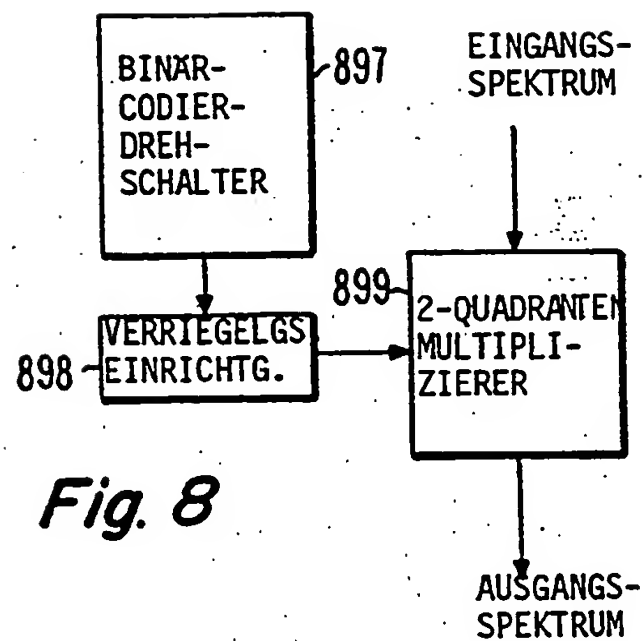 BINÄR-
CODIER-
DREH-
SCHALTER
897
EINGANGS-
SPEKTRUM
899
2-QUADRANTEN
MULTIPLI-
ZIERER
VERRIEGELGS
EINRICHTG.
898
Fig. 8
AUSGANGS-
SPEKTRUM